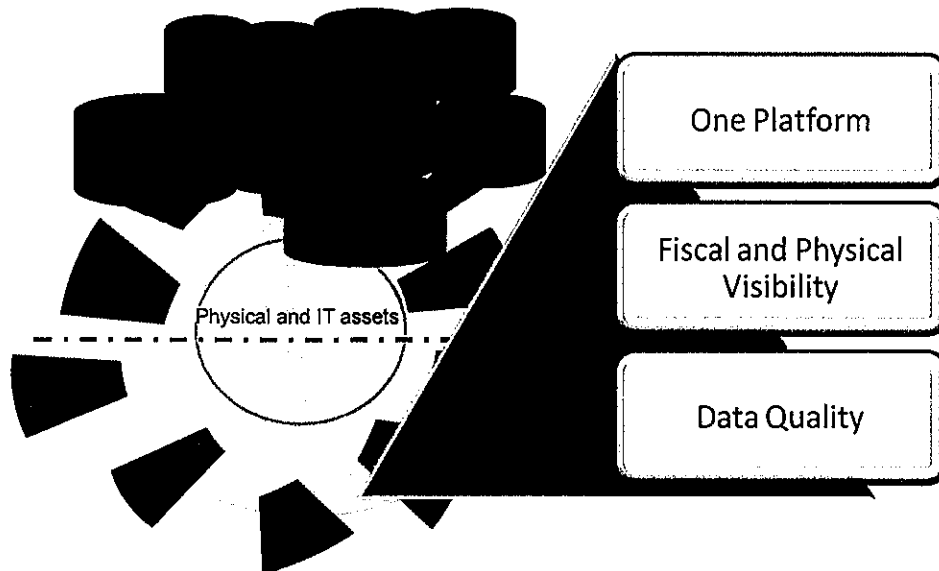 One Platform
Fiscal and Physical
Visibility
Physical and IT assets
Data Quality